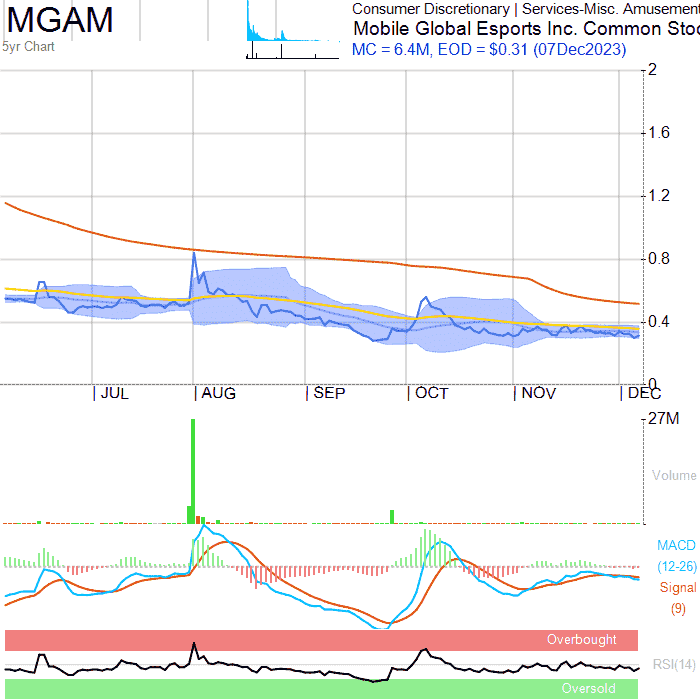 MGAM
5yr Chart
Consumer Discretionary | Services-Misc. Amusement
Mobile Global Esports Inc. Common Stoc
MC = 6.4M, EOD = $0.31 (07Dec2023)
2
1.6
1.2
0.8
0.4
0
JUL
AUG
SEP
OCT
NOV
DEC
27M
Volume
MACD
(12-26)
Signal
(9)
Overbought
RSI(14)
Oversold